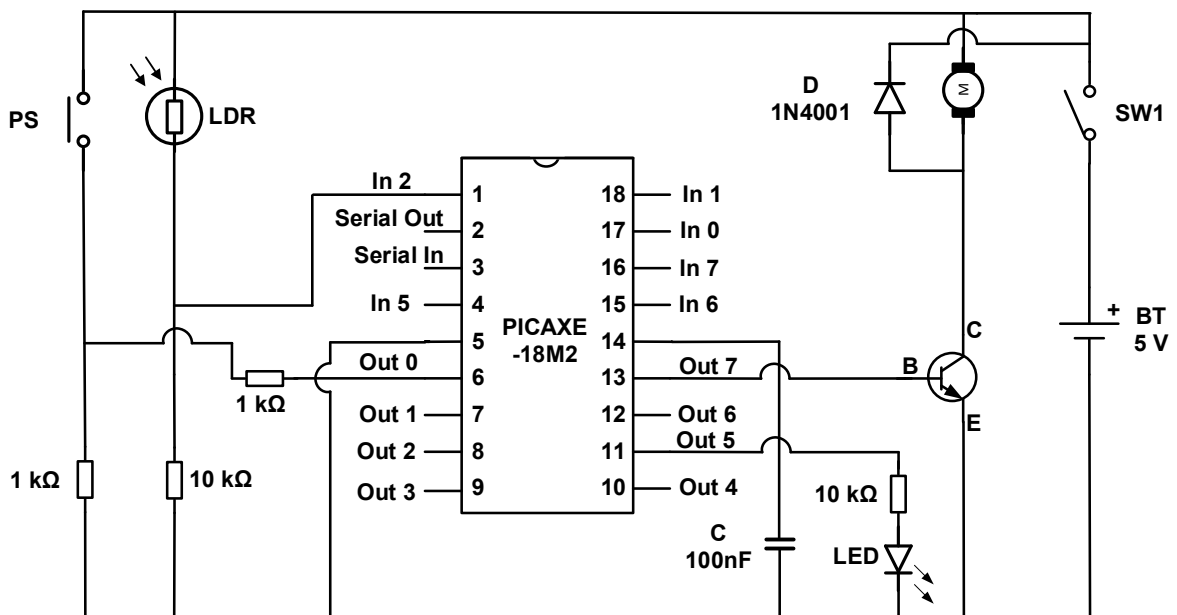 PS
LDR
D
1N4001
M
SW1
In 2
Serial Out
Serial In
In 5
Out 0
Out 1
Out 2
Out 3
1
2
3
4
5
6
7
8
9
PICAXE
-18M2
18
17
16
15
14
13
12
11
10
In 1
In 0
In 7
In 6
Out 7
Out 6
Out 5
Out 4
C
B
E
+
BT
5 V
1 kΩ
1 kΩ
10 kΩ
10 kΩ
C
100nF
LED